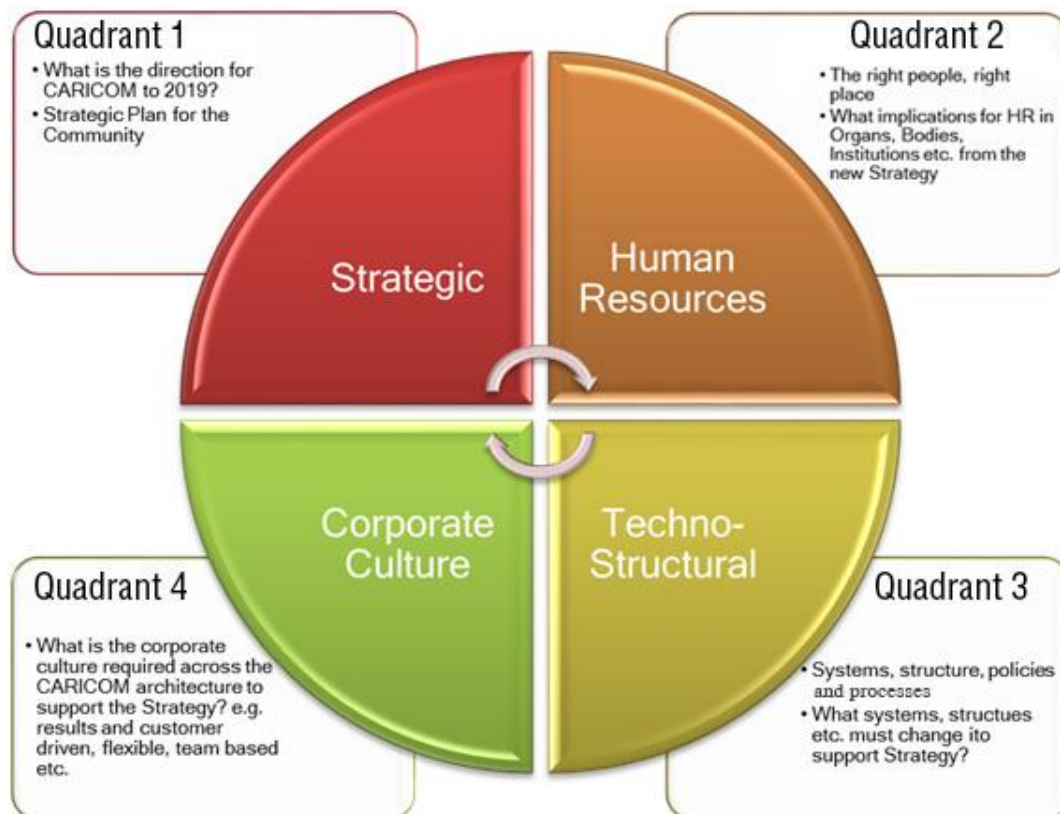 Quadrant 1
• What is the direction for
CARICOM to 2019?
• Strategic Plan for the
Community
Quadrant 2
• The right people, right
place
• What implications for HR in
Organs, Bodies,
Institutions etc. from the
new Strategy
Strategic
Human
Resources
Corporate
Culture
Techno-
Structural
Quadrant 4
• What is the corporate
culture required across the
CARICOM architecture to
support the Strategy? e.g.
results and customer
driven, flexible, team based
etc.
Quadrant 3
• Systems, structure, policies
and processes
• What systems, structues
etc. must change ito
support Strategy?